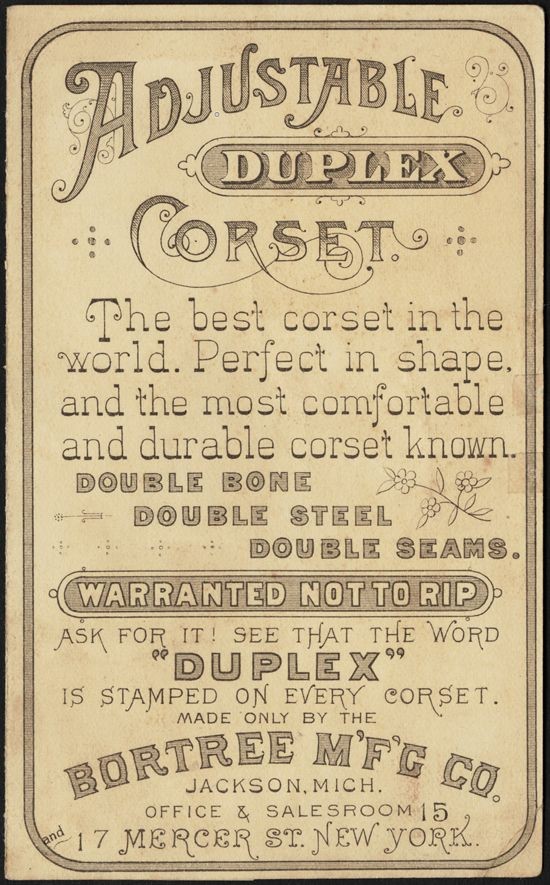 ADJUSTABLE
DUPLEX
CORSET.
The best corset in the
world. Perfect in shape,
and the most comfortable
and durable corset known.
DOUBLE BONE
DOUBLE STEEL
DOUBLE SEAMS.
WARRANTED NOT TO RIP
ASK FOR IT! SEE THAT THE WORD
"DUPLEX"
IS STAMPED ON EVERY CORSET.
MADE ONLY BY THE
BORTREE M'F'G CO.
JACKSON, MICH.
OFFICE & SALESROOM 15
and 17 MERCER ST. NEW YORK.